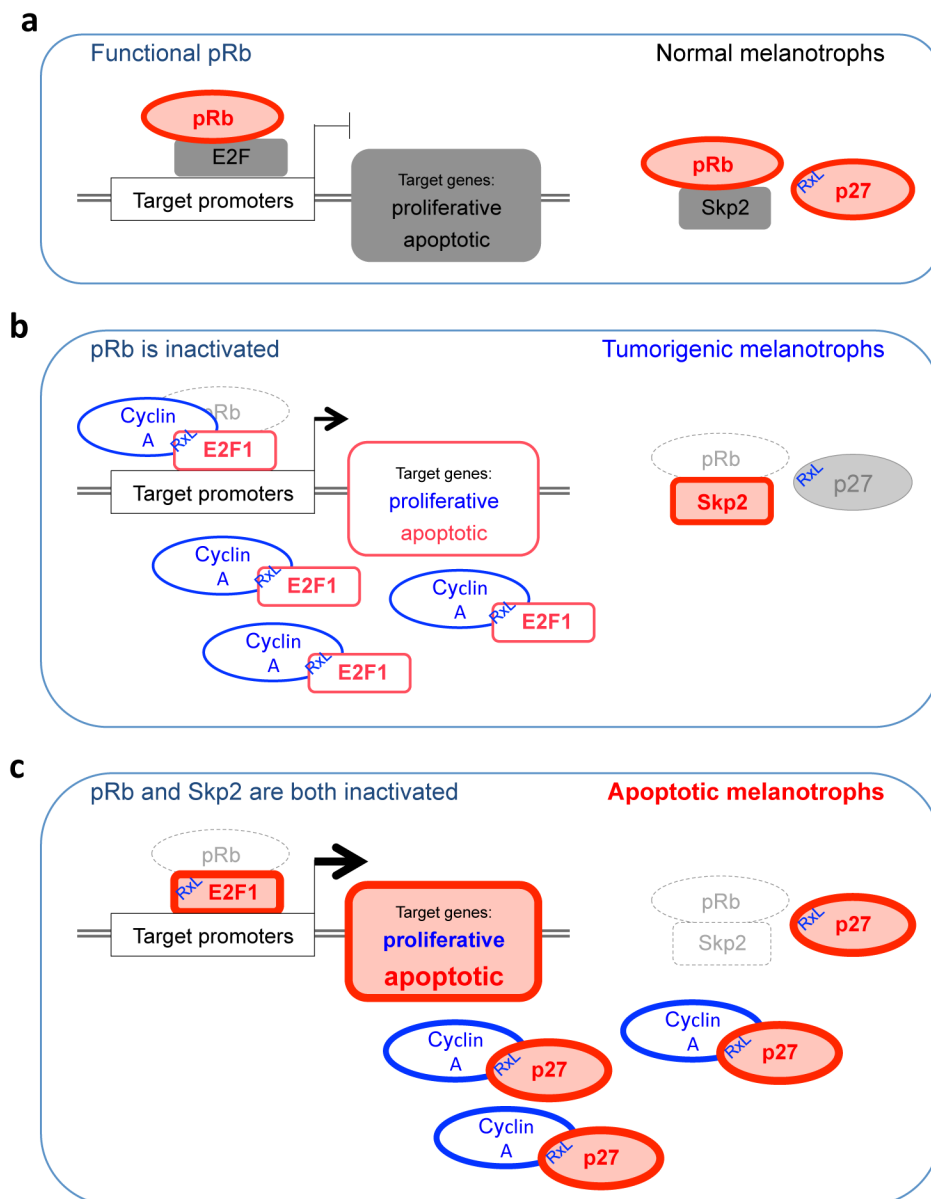 a
Functional pRb
Normal melanotrophs
pRb
E2F
Target promoters
Target genes:
proliferative
apoptotic
pRb
Skp2
RxL
p27
b
pRb is inactivated
Tumorigenic melanotrophs
Cyclin
A
pRb
RxL
E2F1
Target promoters
Target genes:
proliferative
apoptotic
pRb
Skp2
RxL
p27
Cyclin
A
RxL
E2F1
Cyclin
A
RxL
E2F1
Cyclin
A
RxL
E2F1
c
pRb and Skp2 are both inactivated
Apoptotic melanotrophs
pRb
RxL
E2F1
Target promoters
Target genes:
proliferative
apoptotic
pRb
Skp2
RxL
p27
Cyclin
A
RxL
p27
Cyclin
A
RxL
p27
Cyclin
A
RxL
p27